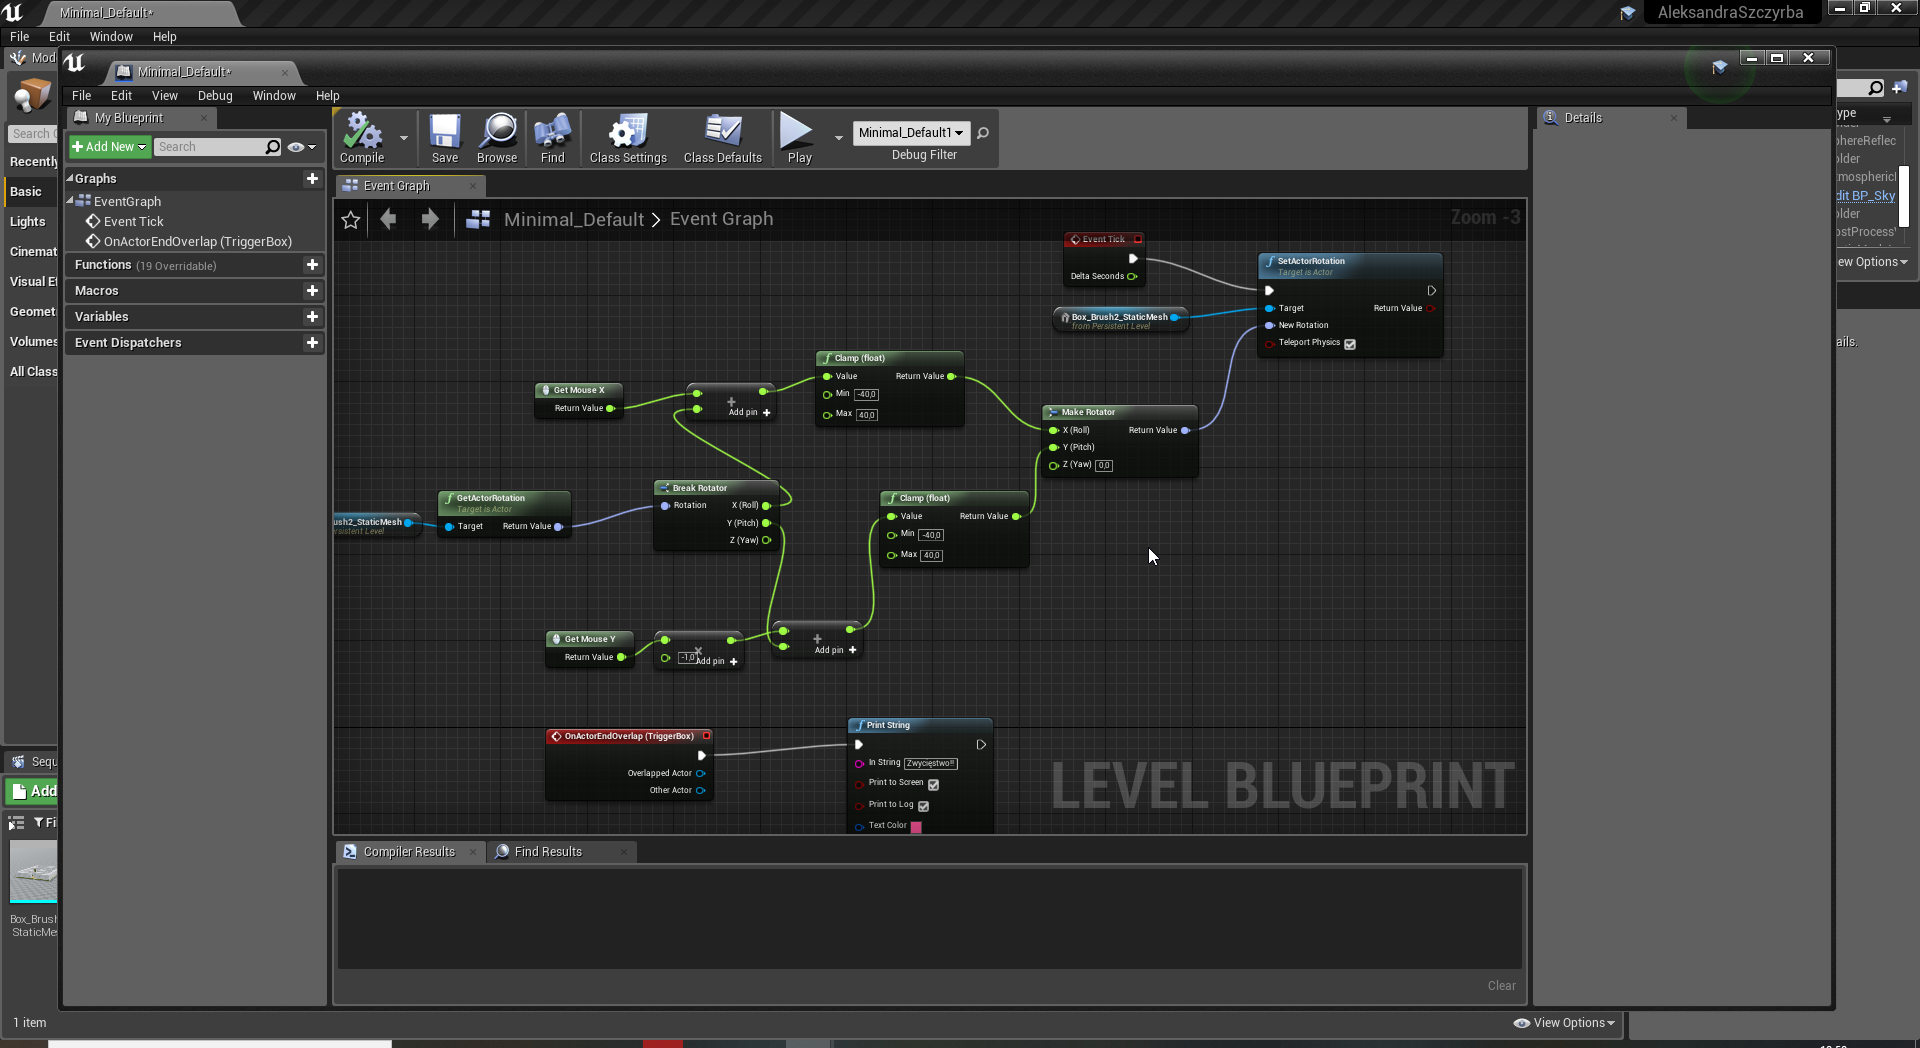 Minimal_Default*
AleksandraSzczyrba
File Edit Window Help
Mod
Minimal_Default*
File Edit View Debug Window Help
Search C
Recently
Basic
Lights
Cinemat
Visual Ef
Geomet
Volumes
All Class
My Blueprint
Add New
Search
Graphs
EventGraph
Event Tick
OnActorEndOverlap (TriggerBox)
Functions (19 Overridable)
Macros
Variables
Event Dispatchers
Compile
Save
Browse
Find
Class Settings
Class Defaults
Play
Minimal_Default1
Debug Filter
Event Graph
Minimal_Default > Event Graph
Zoom -3
Event Tick
Delta Seconds
SetActorRotation
Target is Actor
Target
Return Value
New Rotation
Teleport Physics
Box_Brush2_StaticMesh
from Persistent Level
Clamp (float)
Value
Return Value
Min -40,0
Max 40,0
Get Mouse X
Return Value
Add pin
Make Rotator
X (Roll)
Return Value
Y (Pitch)
Z (Yaw) 0,0
Break Rotator
Rotation
X (Roll)
Y (Pitch)
Z (Yaw)
GetActorRotation
Target is Actor
Target
Return Value
ush2_StaticMesh
rsistent Level
Clamp (float)
Value
Return Value
Min -40,0
Max 40,0
Get Mouse Y
Return Value
-1,0
Add pin
Add pin
OnActorEndOverlap (TriggerBox)
Overlapped Actor
Other Actor
Print String
In String Zwycięstwo!!
Print to Screen
Print to Log
Text Color
LEVEL BLUEPRINT
Compiler Results
Find Results
Clear
Details
ype
phereReflec
older
tmosphericl
dit BP_Sky
older
ostProcess
ew Options
ails.
Sequ
Add
Fi
Box_Brush
StaticMe
1 item
View Options